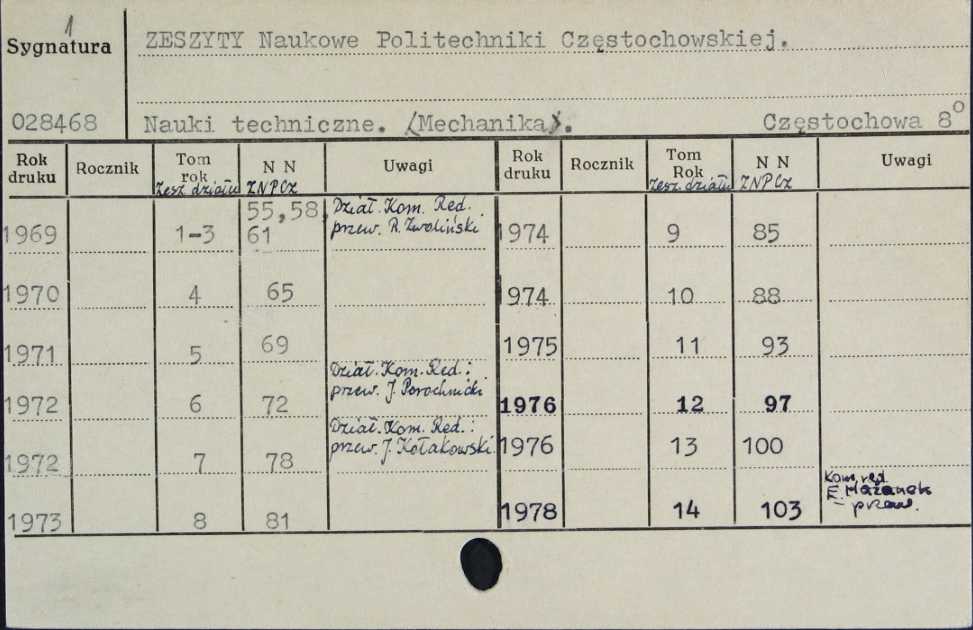 1
Sygnatura
ZESZYTY Naukowe Politechniki Częstochowskiej.
028468
Nauki techniczne. (Mechanika).
Częstochowa 8°
Rok druku Rocznik Tom rok N N Uwagi Rok druku Rocznik Tom Rok N N Uwagi
Zesz. działu ZNPCz Zesz. działu ZNPCz
1969 1-3 55,58, 61 Dział. Kom. Red. przew. R. Zwoliński 1974 9 85
1970 4 65 1974 10 88
1971 5 69 1975 11 93
1972 6 72 Dział. Kom. Red.: przew. J. 1976 12 97
1972 7 78 Dział. Kom. Red.: przew. J. Kołakowski. 1976 13 100
1973 8 81 1978 14 103 Kom. red. E. Mazanek - przew.